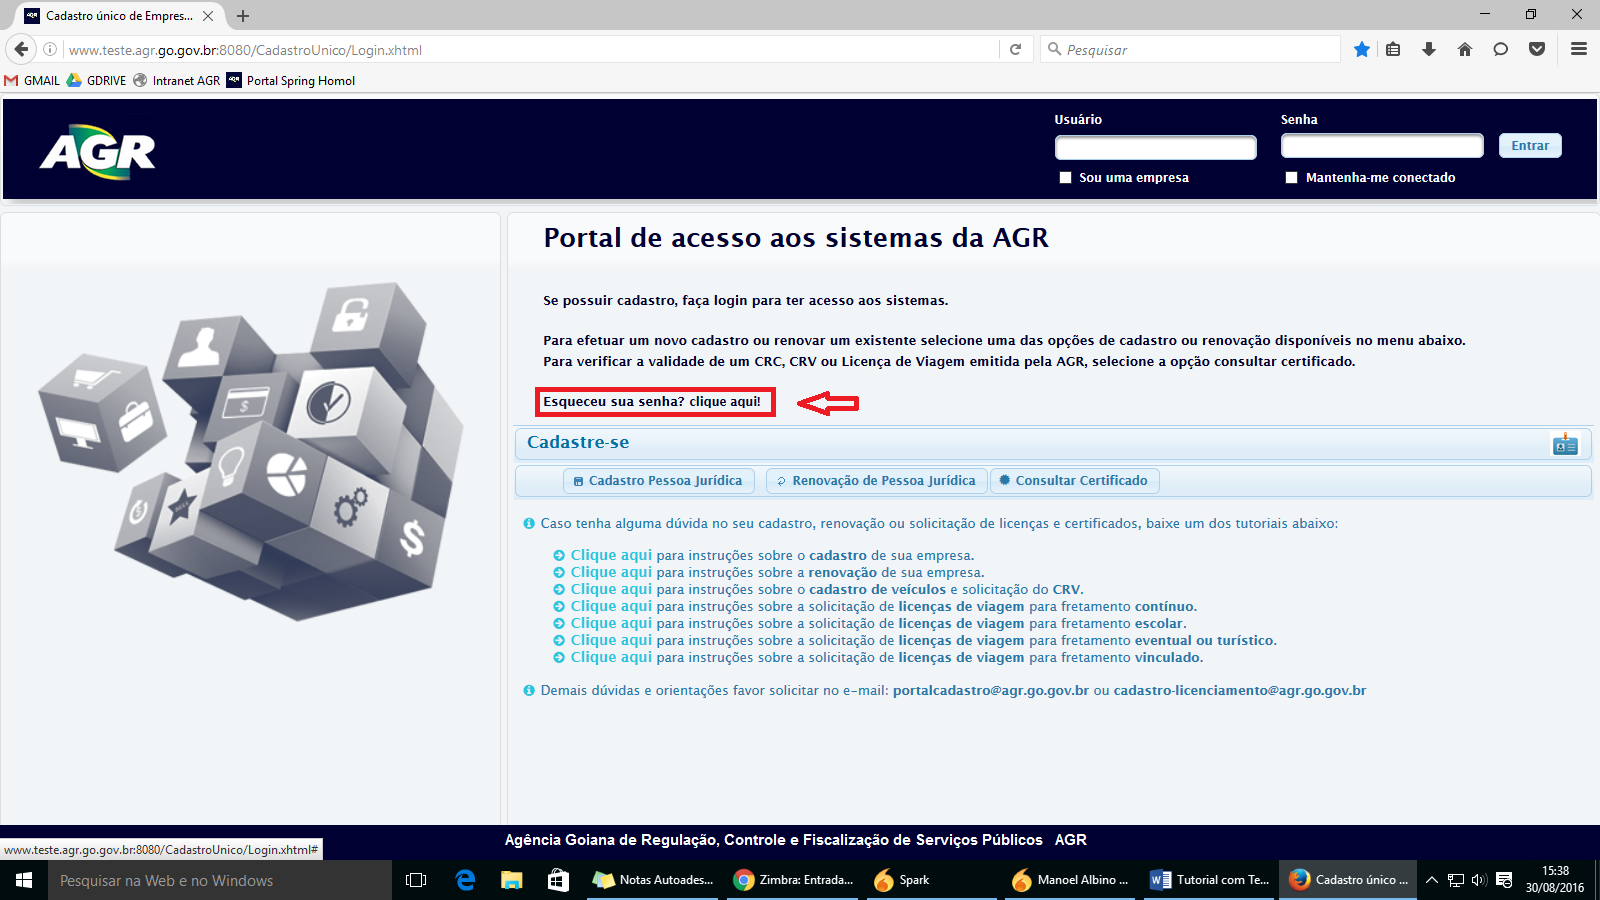 Cadastro único de Empres...
www.teste.agr.go.gov.br:8080/CadastroUnico/Login.xhtml
Pesquisar
GMAIL GDRIVE Intranet AGR Portal Spring Homol
AGR
Usuário
Senha
Entrar
Sou uma empresa
Mantenha-me conectado
Portal de acesso aos sistemas da AGR
Se possuir cadastro, faça login para ter acesso aos sistemas.
Para efetuar um novo cadastro ou renovar um existente selecione uma das opções de cadastro ou renovação disponíveis no menu abaixo.
Para verificar a validade de um CRC, CRV ou Licença de Viagem emitida pela AGR, selecione a opção consultar certificado.
Esqueceu sua senha? clique aqui!
Cadastre-se
Cadastro Pessoa Jurídica Renovação de Pessoa Jurídica Consultar Certificado
Caso tenha alguma dúvida no seu cadastro, renovação ou solicitação de licenças e certificados, baixe um dos tutoriais abaixo:
Clique aqui para instruções sobre o cadastro de sua empresa.
Clique aqui para instruções sobre a renovação de sua empresa.
Clique aqui para instruções sobre o cadastro de veículos e solicitação do CRV.
Clique aqui para instruções sobre a solicitação de licenças de viagem para fretamento contínuo.
Clique aqui para instruções sobre a solicitação de licenças de viagem para fretamento escolar.
Clique aqui para instruções sobre a solicitação de licenças de viagem para fretamento eventual ou turístico.
Clique aqui para instruções sobre a solicitação de licenças de viagem para fretamento vinculado.
Demais dúvidas e orientações favor solicitar no e-mail: portalcadastro@agr.go.gov.br ou cadastro-licenciamento@agr.go.gov.br
Agência Goiana de Regulação, Controle e Fiscalização de Serviços Públicos AGR
www.teste.agr.go.gov.br:8080/CadastroUnico/Login.xhtml#
Pesquisar na Web e no Windows
Notas Autoades...
Zimbra: Entrada...
Spark
Manoel Albino ...
Tutorial com Te...
Cadastro único ...
15:38
30/08/2016